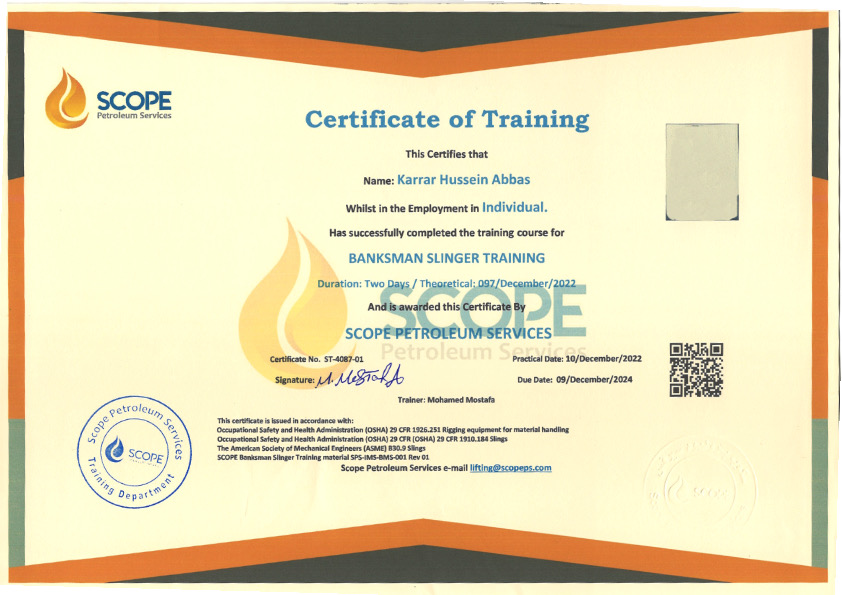 SCOPE
Petroleum Services
Certificate of Training
This Certifies that
Name: Karrar Hussein Abbas
Whilst in the Employment in Individual.
Has successfully completed the training course for
BANKSMAN SLINGER TRAINING
Duration: Two Days / Theoretical: 097/December/2022
And is awarded this Certificate By
SCOPE PETROLEUM SERVICES
SCOPE
Petroleum Services
Certificate No. ST-4087-01
Practical Date: 10/December/2022
Signature: M. Mostafa
Due Date: 09/December/2024
Trainer: Mohamed Mostafa
This certificate is issued in accordance with:
Occupational Safety and Health Administration (OSHA) 29 CFR 1926.251 Rigging equipment for material handling
Occupational Safety and Health Administration (OSHA) 29 CFR (OSHA) 29 CFR 1910.184 Slings
The American Society of Mechanical Engineers (ASME) B30.9 Slings
SCOPE Banksman Slinger Training material SPS-IMS-BMS-001 Rev 01
Scope Petroleum Services e-mail lifting@scopeps.com
Scope Petroleum Services
SCOPE
Training Department
SCOPE